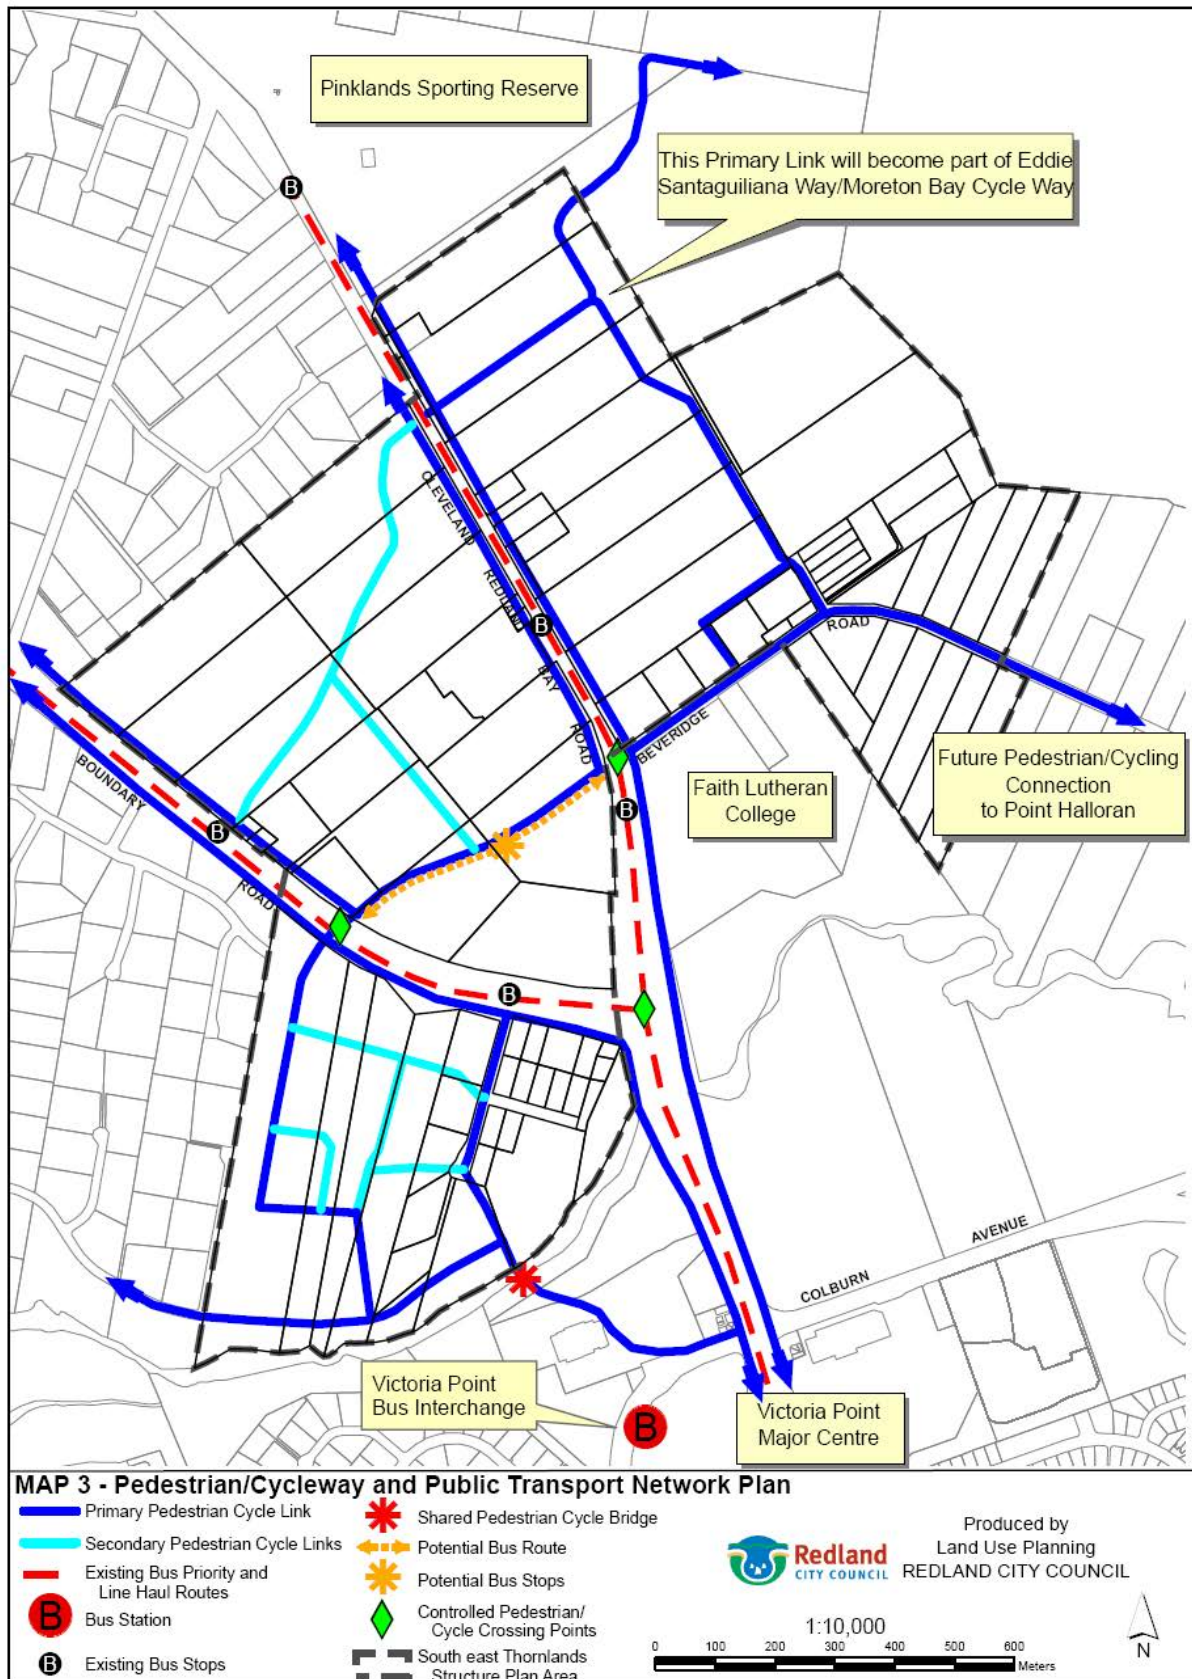 Pinklands Sporting Reserve
This Primary Link will become part of Eddie
Santaguiliana Way/Moreton Bay Cycle Way
B
CLEVELAND
REDLAND
BAY
ROAD
B
ROAD
BEVERIDGE
Future Pedestrian/Cycling
Connection
to Point Halloran
Faith Lutheran
College
B
BOUNDARY
ROAD
B
B
AVENUE
COLBURN
Victoria Point
Bus Interchange
B
Victoria Point
Major Centre
MAP 3 - Pedestrian/Cycleway and Public Transport Network Plan
Primary Pedestrian Cycle Link
Secondary Pedestrian Cycle Links
Existing Bus Priority and
Line Haul Routes
B Bus Station
B Existing Bus Stops
Shared Pedestrian Cycle Bridge
Potential Bus Route
Potential Bus Stops
Controlled Pedestrian/
Cycle Crossing Points
South east Thornlands
Structure Plan Area
Redland
CITY COUNCIL
Produced by
Land Use Planning
REDLAND CITY COUNCIL
1:10,000
0 100 200 300 400 500 600
Meters
N